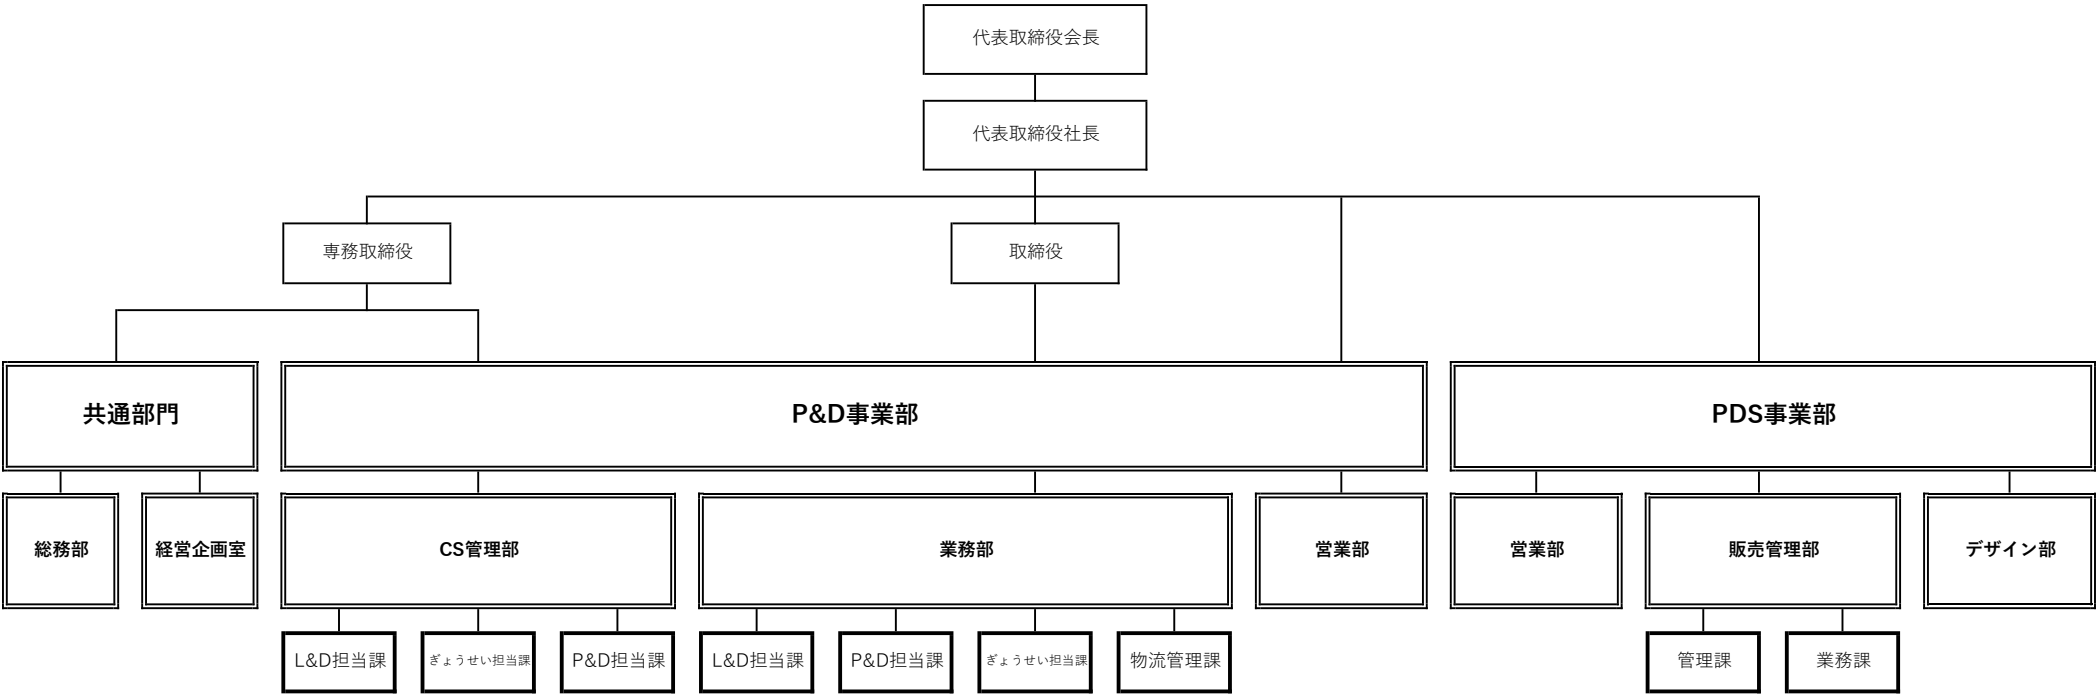 代表取締役会長
代表取締役社長
専務取締役
取締役
共通部門
P&D事業部
PDS事業部
総務部
経営企画室
CS管理部
業務部
営業部
営業部
販売管理部
デザイン部
L&D担当課
ぎょうせい担当課
P&D担当課
L&D担当課
P&D担当課
ぎょうせい担当課
物流管理課
管理課
業務課